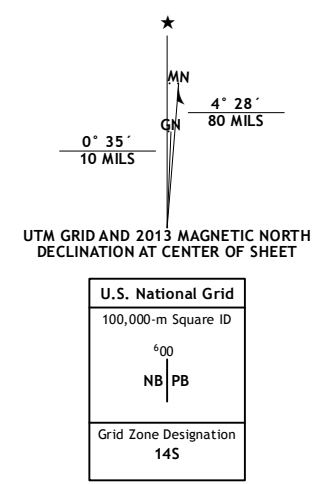 ★
MN
4° 28´
80 MILS
GN
0° 35´
10 MILS
UTM GRID AND 2013 MAGNETIC NORTH
DECLINATION AT CENTER OF SHEET
U.S. National Grid
100,000-m Square ID
⁶00
NB PB
Grid Zone Designation
14S